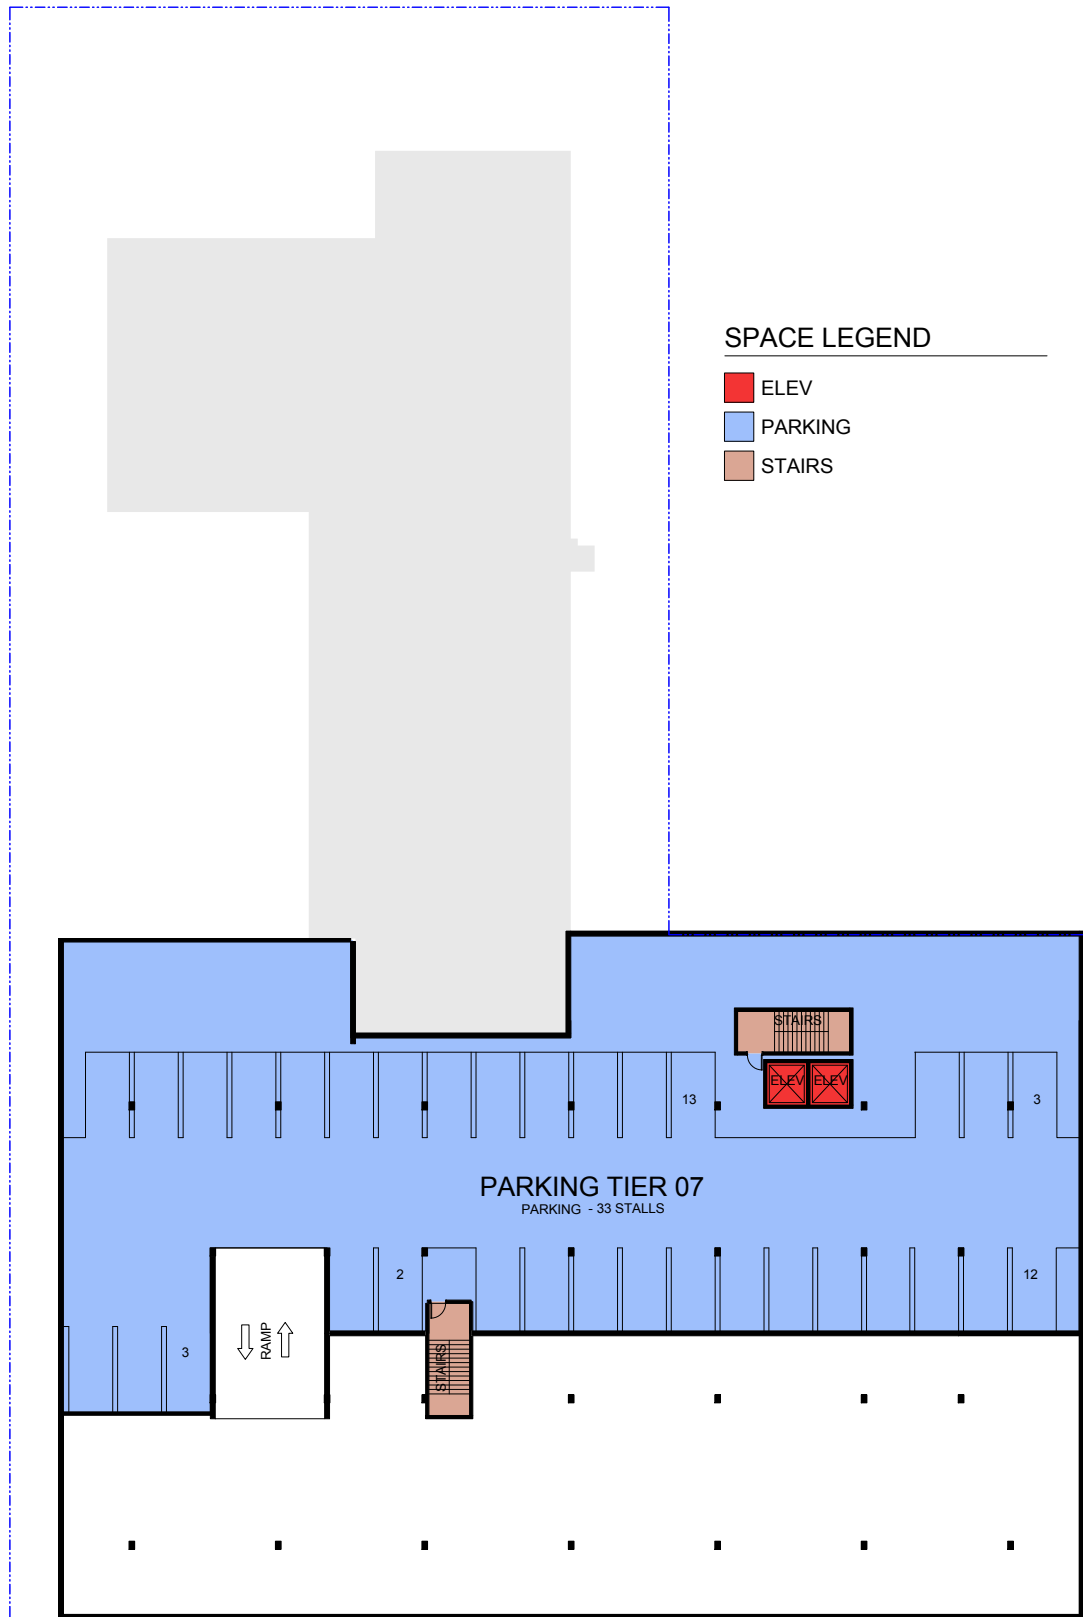 SPACE LEGEND
ELEV
PARKING
STAIRS
STAIRS
ELEV
ELEV
13
3
PARKING TIER 07
PARKING - 33 STALLS
2
12
RAMP
3
STAIRS